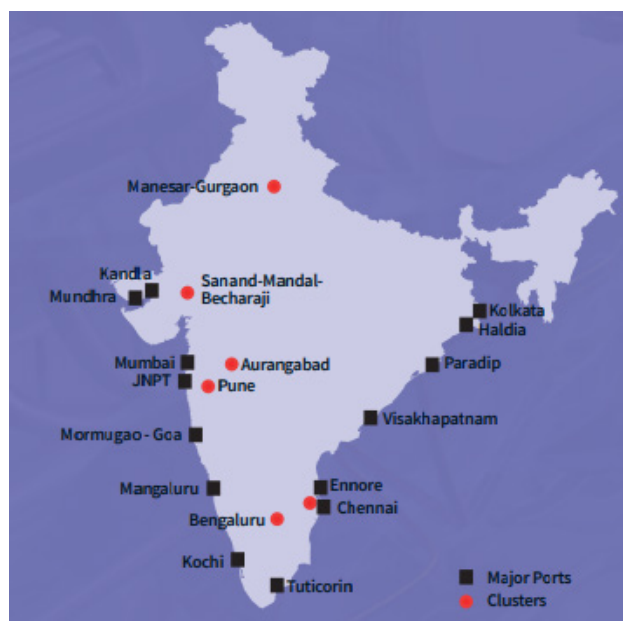 Manesar-Gurgaon
Kandla
Mundhra
Sanand-Mandal-
Becharaji
Kolkata
Haldia
Mumbai
JNPT
Aurangabad
Pune
Paradip
Visakhapatnam
Mormugao - Goa
Mangaluru
Ennore
Chennai
Bengaluru
Kochi
Tuticorin
Major Ports
Clusters